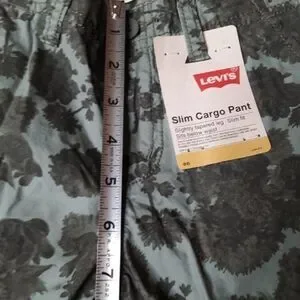 1
2
3
4
5
6
7
LEVI'S
Slim Cargo Pant
Slightly tapered leg
Slim fit
Sits below waist